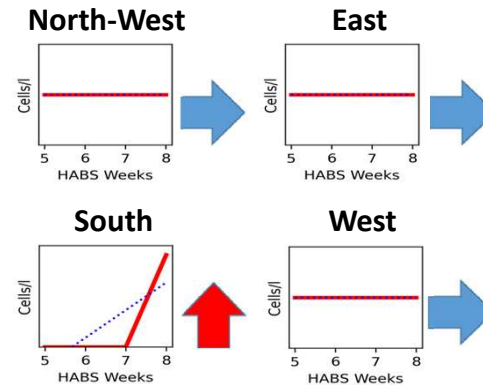 North-West
East
Cells/l
5 6 7 8
HABS Weeks
Cells/l
5 6 7 8
HABS Weeks
South
West
Cells/l
5 6 7 8
HABS Weeks
Cells/l
5 6 7 8
HABS Weeks